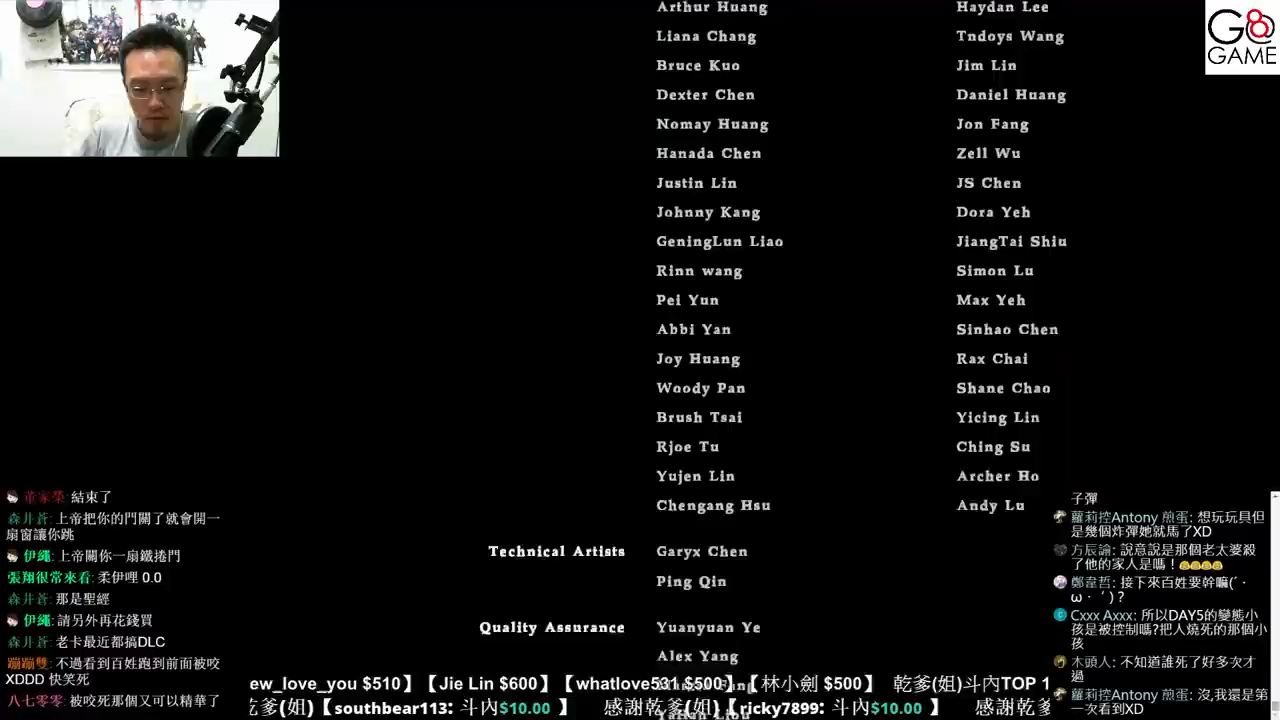 G8
GAME
Arthur Huang
Haydan Lee
Liana Chang
Tndoys Wang
Bruce Kuo
Jim Lin
Dexter Chen
Daniel Huang
Nomay Huang
Jon Fang
Hanada Chen
Zell Wu
Justin Lin
JS Chen
Johnny Kang
Dora Yeh
GeningLun Liao
JiangTai Shiu
Rinn wang
Simon Lu
Pei Yun
Max Yeh
Abbi Yan
Sinhao Chen
Joy Huang
Rax Chai
Woody Pan
Shane Chao
Brush Tsai
Yicing Lin
Rjoe Tu
Ching Su
Yujen Lin
Archer Ho
Chengang Hsu
Andy Lu
Technical Artists
Garyx Chen
Ping Qin
Quality Assurance
Yuanyuan Ye
Alex Yang
董家榮: 結束了
森井蒼: 上帝把你的門關了就會開一
扇窗讓你跳
伊繩: 上帝關你一扇鐵捲門
張翔很常來看: 柔伊哩 0.0
森井蒼: 那是聖經
伊繩: 請另外再花錢買
森井蒼: 老卡最近都搞DLC
蹦蹦雙: 不過看到百姓跑到前面被咬
XDDD 快笑死
八七零零: 被咬死那個又可以精華了
子彈
蘿莉控Antony 煎蛋: 想玩玩具但
是幾個炸彈她就罵了XD
方辰諭: 說意說是那個老太婆殺
了他的家人是嗎！
鄭韋哲: 接下來百姓要幹嘛(´・
ω・｀)?
Cxxx Axxx: 所以DAY5的變態小
孩是被控制嗎?把人燒死的那個小
孩
木頭人: 不知道誰死了好多次才
過
蘿莉控Antony 煎蛋: 沒,我還是第
一次看到XD
ew_love_you $510】【Jie Lin $600】【whatlove531 $500】【林小劍 $500】 乾爹(姐)斗內TOP 1
乾爹(姐)【southbear113: 斗內$10.00 】 感謝乾爹(姐)【ricky7899: 斗內$10.00 】 感謝乾爹